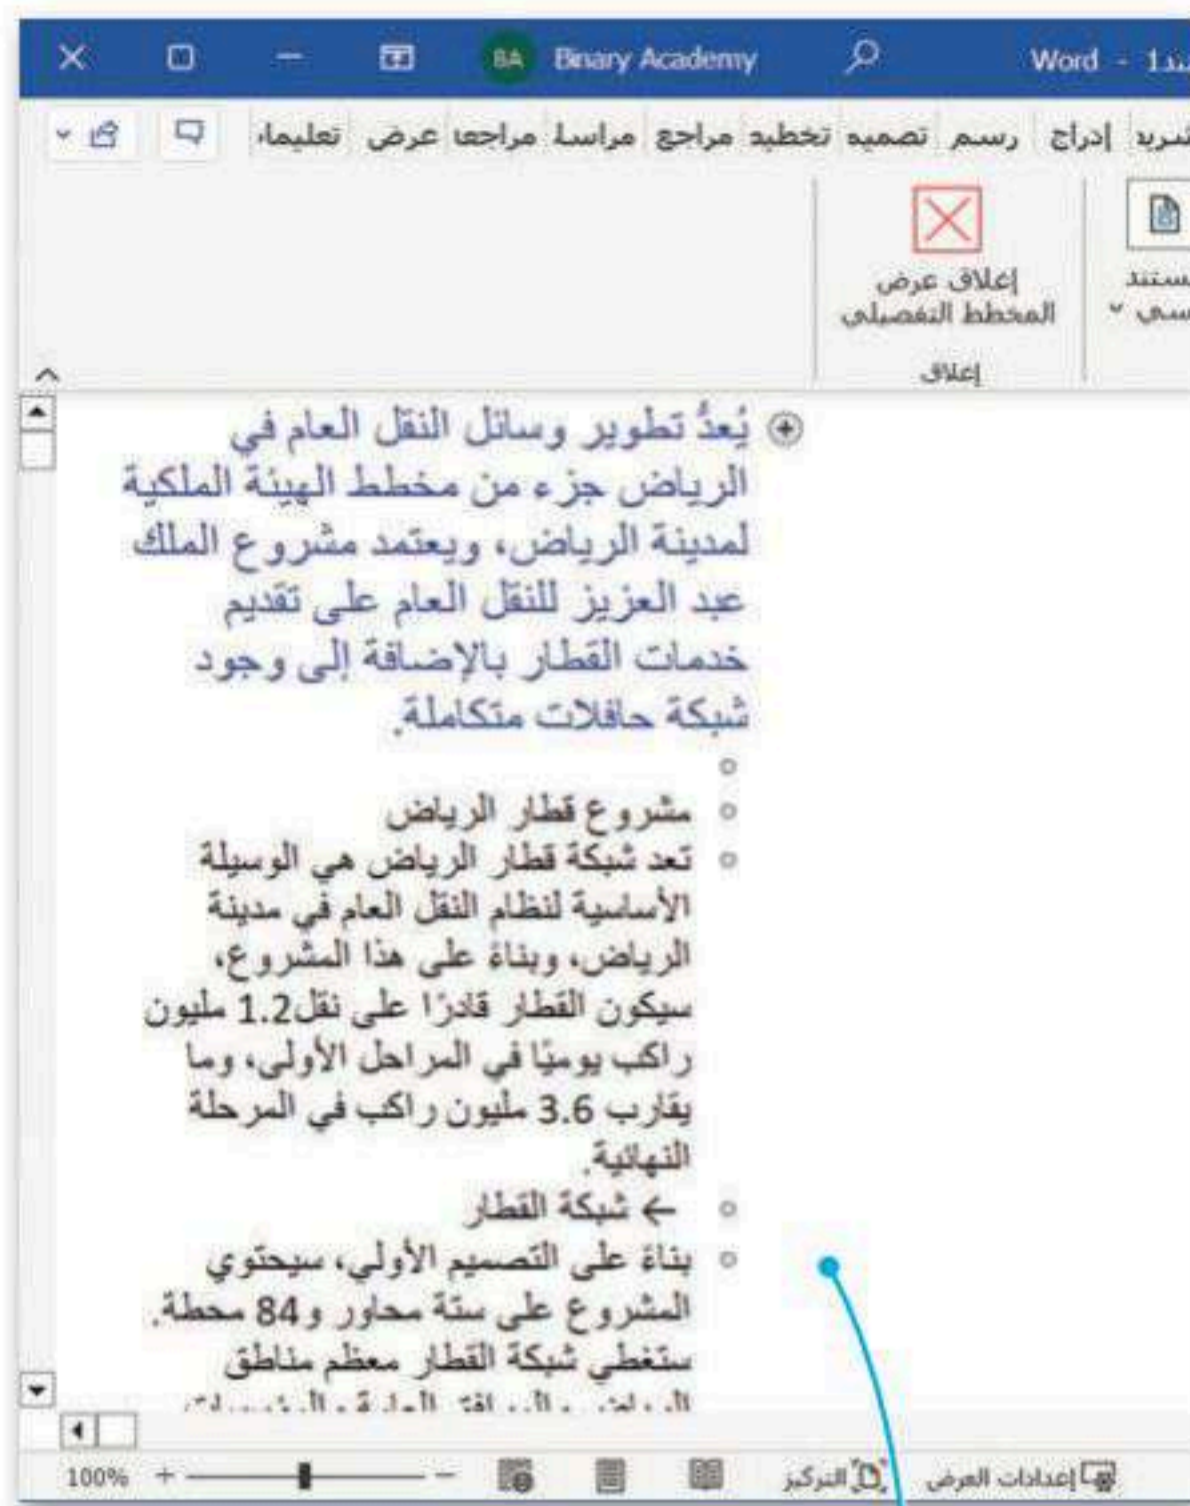 Word - Binary Academy BA
إدراج رسم تصميم تخطيط مراجع مراسلا مراجعا عرض تعليمات
إغلاق عرض
المخطط التفصيلي
إغلاق
يُعدُّ تطوير وسائل النقل العام في
الرياض جزء من مخطط الهيئة الملكية
لمدينة الرياض، ويعتمد مشروع الملك
عبد العزيز للنقل العام على تقديم
خدمات القطار بالإضافة إلى وجود
شبكة حافلات متكاملة.
مشروع قطار الرياض
تعد شبكة قطار الرياض هي الوسيلة
الأساسية لنظام النقل العام في مدينة
الرياض، وبناءً على هذا المشروع،
سيكون القطار قادرًا على نقل1.2 مليون
راكب يوميًا في المراحل الأولى، وما
يقارب 3.6 مليون راكب في المرحلة
النهائية.
← شبكة القطار
بناءً على التصميم الأولي، سيحتوي
المشروع على ستة محاور و84 محطة.
ستغطي شبكة القطار معظم مناطق
إعدادات العرض التركيز 100%